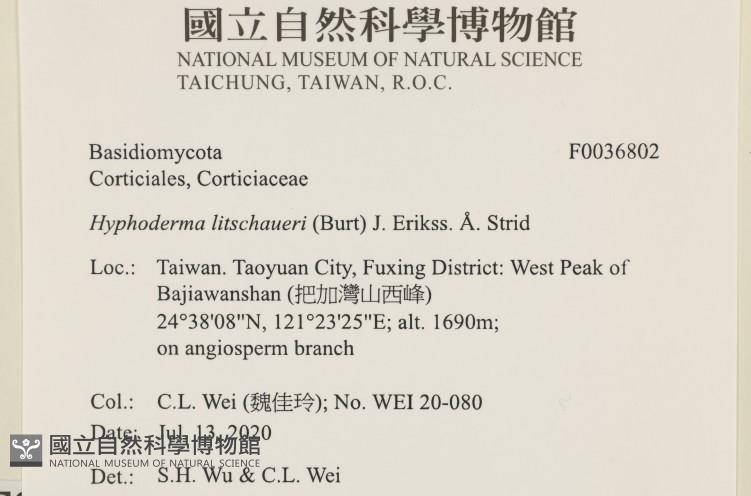 國立自然科學博物館
NATIONAL MUSEUM OF NATURAL SCIENCE
TAICHUNG, TAIWAN, R.O.C.
Basidiomycota F0036802
Corticiales, Corticiaceae
Hyphoderma litschaueri (Burt) J. Erikss. Å. Strid
Loc.: Taiwan. Taoyuan City, Fuxing District: West Peak of
Bajiawanshan (把加灣山西峰)
24°38'08"N, 121°23'25"E; alt. 1690m;
on angiosperm branch
Col.: C.L. Wei (魏佳玲); No. WEI 20-080
Date: Jul. 13, 2020
國立自然科學博物館
NATIONAL MUSEUM OF NATURAL SCIENCE
Det.: S.H. Wu & C.L. Wei